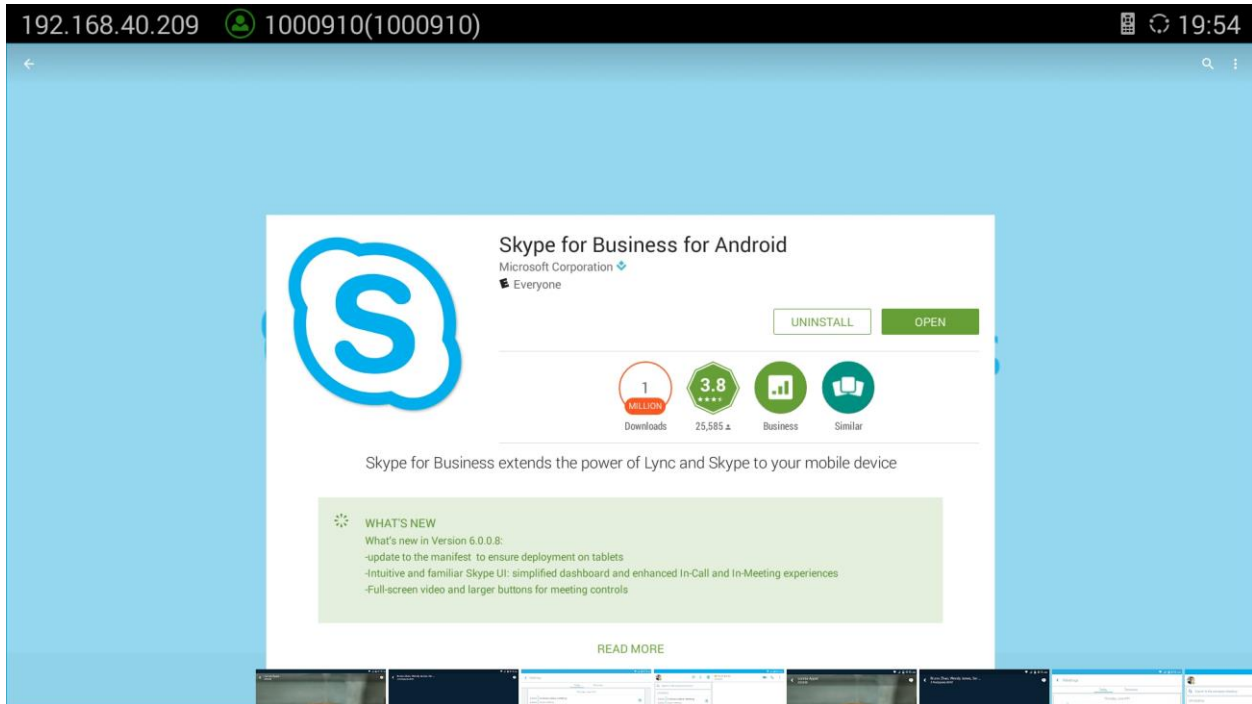 192.168.40.209 1000910(1000910) 19:54
Skype for Business for Android
Microsoft Corporation
Everyone
UNINSTALL OPEN
1 3.8
MILLION
Downloads 25,585 Business Similar
Skype for Business extends the power of Lync and Skype to your mobile device
WHAT'S NEW
What's new in Version 6.0.0.8:
-update to the manifest to ensure deployment on tablets
-Intuitive and familiar Skype UI: simplified dashboard and enhanced In-Call and In-Meeting experiences
-Full-screen video and larger buttons for meeting controls
READ MORE